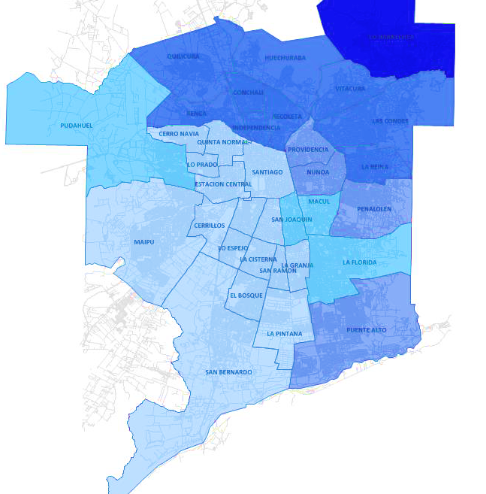 LO BARNECHEA
QUILICURA
HUECHURABA
VITACURA
CONCHALI
RENCA
RECOLETA
LAS CONDES
PUDAHUEL
INDEPENDENCIA
CERRO NAVIA
QUINTA NORMAL
PROVIDENCIA
LO PRADO
LA REINA
SANTIAGO
ÑUÑOA
ESTACION CENTRAL
MACUL
PEÑALOLEN
SAN JOAQUIN
CERRILLOS
MAIPU
LO ESPEJO
LA CISTERNA
LA GRANJA
LA FLORIDA
SAN RAMON
EL BOSQUE
LA PINTANA
PUENTE ALTO
SAN BERNARDO